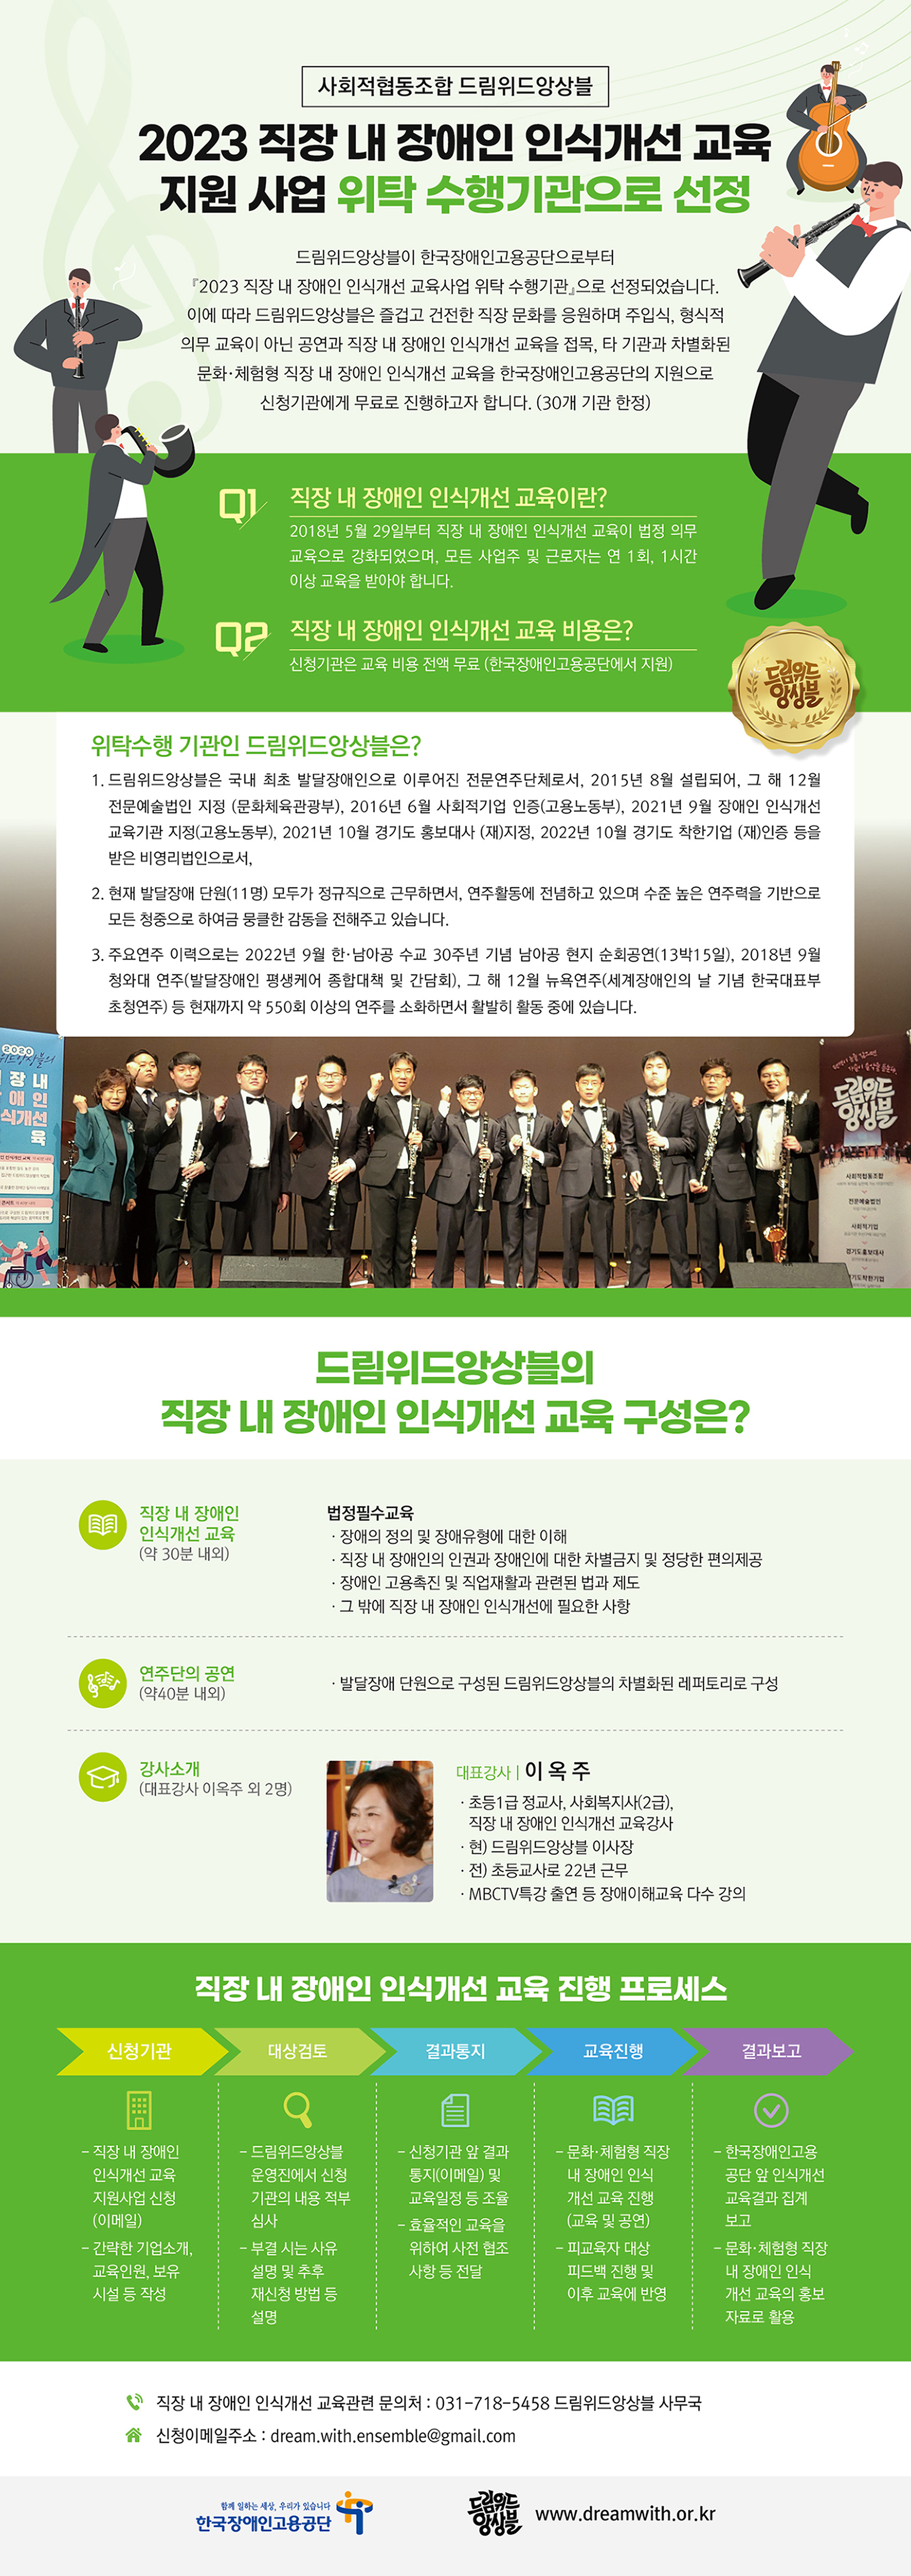 사회적협동조합 드림위드앙상블
2023 직장 내 장애인 인식개선 교육
지원 사업 위탁 수행기관으로 선정
드림위드앙상블이 한국장애인고용공단으로부터
『2023 직장 내 장애인 인식개선 교육사업 위탁 수행기관』으로 선정되었습니다.
이에 따라 드림위드앙상블은 즐겁고 건전한 직장 문화를 응원하며 주입식, 형식적
의무 교육이 아닌 공연과 직장 내 장애인 인식개선 교육을 접목, 타 기관과 차별화된
문화·체험형 직장 내 장애인 인식개선 교육을 한국장애인고용공단의 지원으로
신청기관에게 무료로 진행하고자 합니다. (30개 기관 한정)
Q1 직장 내 장애인 인식개선 교육이란?
2018년 5월 29일부터 직장 내 장애인 인식개선 교육이 법정 의무
교육으로 강화되었으며, 모든 사업주 및 근로자는 연 1회, 1시간
이상 교육을 받아야 합니다.
Q2 직장 내 장애인 인식개선 교육 비용은?
신청기관은 교육 비용 전액 무료 (한국장애인고용공단에서 지원)
드림위드
앙상블
위탁수행 기관인 드림위드앙상블은?
1. 드림위드앙상블은 국내 최초 발달장애인으로 이루어진 전문연주단체로서, 2015년 8월 설립되어, 그 해 12월
전문예술법인 지정 (문화체육관광부), 2016년 6월 사회적기업 인증(고용노동부), 2021년 9월 장애인 인식개선
교육기관 지정(고용노동부), 2021년 10월 경기도 홍보대사 (재)지정, 2022년 10월 경기도 착한기업 (재)인증 등을
받은 비영리법인으로서,
2. 현재 발달장애 단원(11명) 모두가 정규직으로 근무하면서, 연주활동에 전념하고 있으며 수준 높은 연주력을 기반으로
모든 청중으로 하여금 뭉클한 감동을 전해주고 있습니다.
3. 주요연주 이력으로는 2022년 9월 한·남아공 수교 30주년 기념 남아공 현지 순회공연(13박15일), 2018년 9월
청와대 연주(발달장애인 평생케어 종합대책 및 간담회), 그 해 12월 뉴욕연주(세계장애인의 날 기념 한국대표부
초청연주) 등 현재까지 약 550회 이상의 연주를 소화하면서 활발히 활동 중에 있습니다.
2020
장 내
애인
식개선
육
드림위드
앙상블
사회적협동조합
전문예술법인
사회적기업
경기도홍보대사
드림위드앙상블의
직장 내 장애인 인식개선 교육 구성은?
직장 내 장애인
인식개선 교육
(약 30분 내외)
법정필수교육
· 장애의 정의 및 장애유형에 대한 이해
· 직장 내 장애인의 인권과 장애인에 대한 차별금지 및 정당한 편의제공
· 장애인 고용촉진 및 직업재활과 관련된 법과 제도
· 그 밖에 직장 내 장애인 인식개선에 필요한 사항
연주단의 공연
(약40분 내외)
· 발달장애 단원으로 구성된 드림위드앙상블의 차별화된 레퍼토리로 구성
강사소개
(대표강사 이옥주 외 2명)
대표강사 | 이 옥 주
· 초등1급 정교사, 사회복지사(2급),
직장 내 장애인 인식개선 교육강사
· 현) 드림위드앙상블 이사장
· 전) 초등교사로 22년 근무
· MBCTV특강 출연 등 장애이해교육 다수 강의
직장 내 장애인 인식개선 교육 진행 프로세스
신청기관
- 직장 내 장애인
인식개선 교육
지원사업 신청
(이메일)
- 간략한 기업소개,
교육인원, 보유
시설 등 작성
대상검토
- 드림위드앙상블
운영진에서 신청
기관의 내용 적부
심사
- 부결 시는 사유
설명 및 추후
재신청 방법 등
설명
결과통지
- 신청기관 앞 결과
통지(이메일) 및
교육일정 등 조율
- 효율적인 교육을
위하여 사전 협조
사항 등 전달
교육진행
- 문화·체험형 직장
내 장애인 인식
개선 교육 진행
(교육 및 공연)
- 피교육자 대상
피드백 진행 및
이후 교육에 반영
결과보고
- 한국장애인고용
공단 앞 인식개선
교육결과 집계
보고
- 문화·체험형 직장
내 장애인 인식
개선 교육의 홍보
자료로 활용
직장 내 장애인 인식개선 교육관련 문의처 : 031-718-5458 드림위드앙상블 사무국
신청이메일주소 : dream.with.ensemble@gmail.com
함께 일하는 세상, 우리가 있습니다
한국장애인고용공단
드림위드
앙상블
www.dreamwith.or.kr